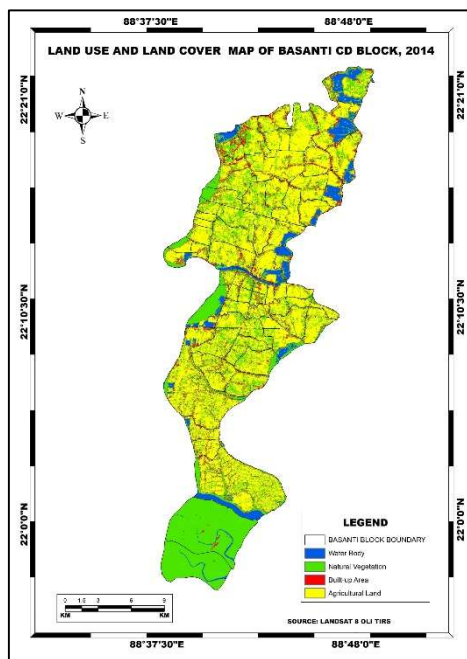 88°37'30"E 88°48'0"E
LAND USE AND LAND COVER MAP OF BASANTI CD BLOCK, 2014
N
W E
S
22°21'0"N 22°21'0"N
22°10'30"N 22°10'30"N
22°0'0"N 22°0'0"N
LEGEND
BASANTI BLOCK BOUNDARY
Water Body
Natural Vegetation
Built-up Area
Agricultural Land
0 1.5 3 6 9
KM KM
SOURCE: LANDSAT 8 OLI TIRS
88°37'30"E 88°48'0"E